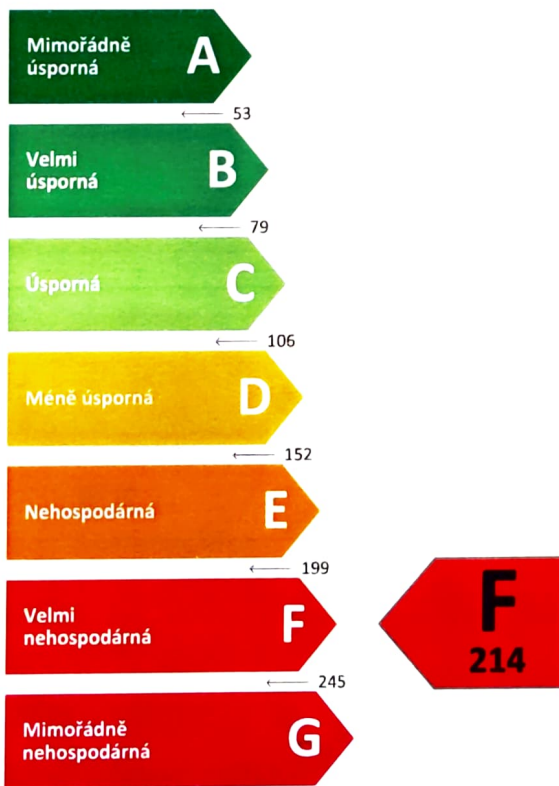 Mimořádně
úsporná
A
← 53
Velmi
úsporná
B
← 79
Úsporná
C
← 106
Méně úsporná
D
← 152
Nehospodárná
E
← 199
Velmi
nehospodárná
F
F
214
← 245
Mimořádně
nehospodárná
G